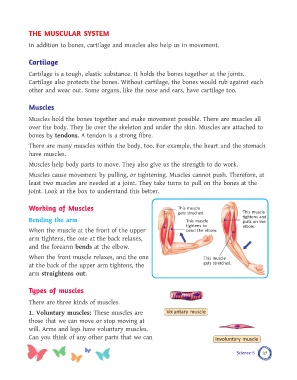 THE MUSCULAR SYSTEM
In addition to bones, cartilage and muscles also help us in movement.
Cartilage
Cartilage is a tough, elastic substance. It holds the bones together at the joints.
Cartilage also protects the bones. Without cartilage, the bones would rub against each
other and wear out. Some organs, like the nose and ears, have cartilage too.
Muscles
Muscles hold the bones together and make movement possible. There are muscles all
over the body. They lie over the skeleton and under the skin. Muscles are attached to
bones by tendons. A tendon is a strong fibre.
There are many muscles within the body, too. For example, the heart and the stomach
have muscles.
Muscles help body parts to move. They also give us the strength to do work.
Muscles cause movement by pulling, or tightening. Muscles cannot push. Therefore, at
least two muscles are needed at a joint. They take turns to pull on the bones at the
joint. Look at the box to understand this better.
Working of Muscles
Bending the arm
When the muscle at the front of the upper
arm tightens, the one at the back relaxes,
and the forearm bends at the elbow.
When the front muscle relaxes, and the one
at the back of the upper arm tightens, the
arm straightens out.
This muscle
gets stretched.
This muscle
tightens to
bend the elbow.
This muscle
tightens and
pulls on the
elbow.
This muscle
gets stretched.
Types of muscles
There are three kinds of muscles.
1. Voluntary muscles: These muscles are
those that we can move or stop moving at
will. Arms and legs have voluntary muscles.
Can you think of any other parts that we can
Voluntary muscle
Involuntary muscle
Science-5